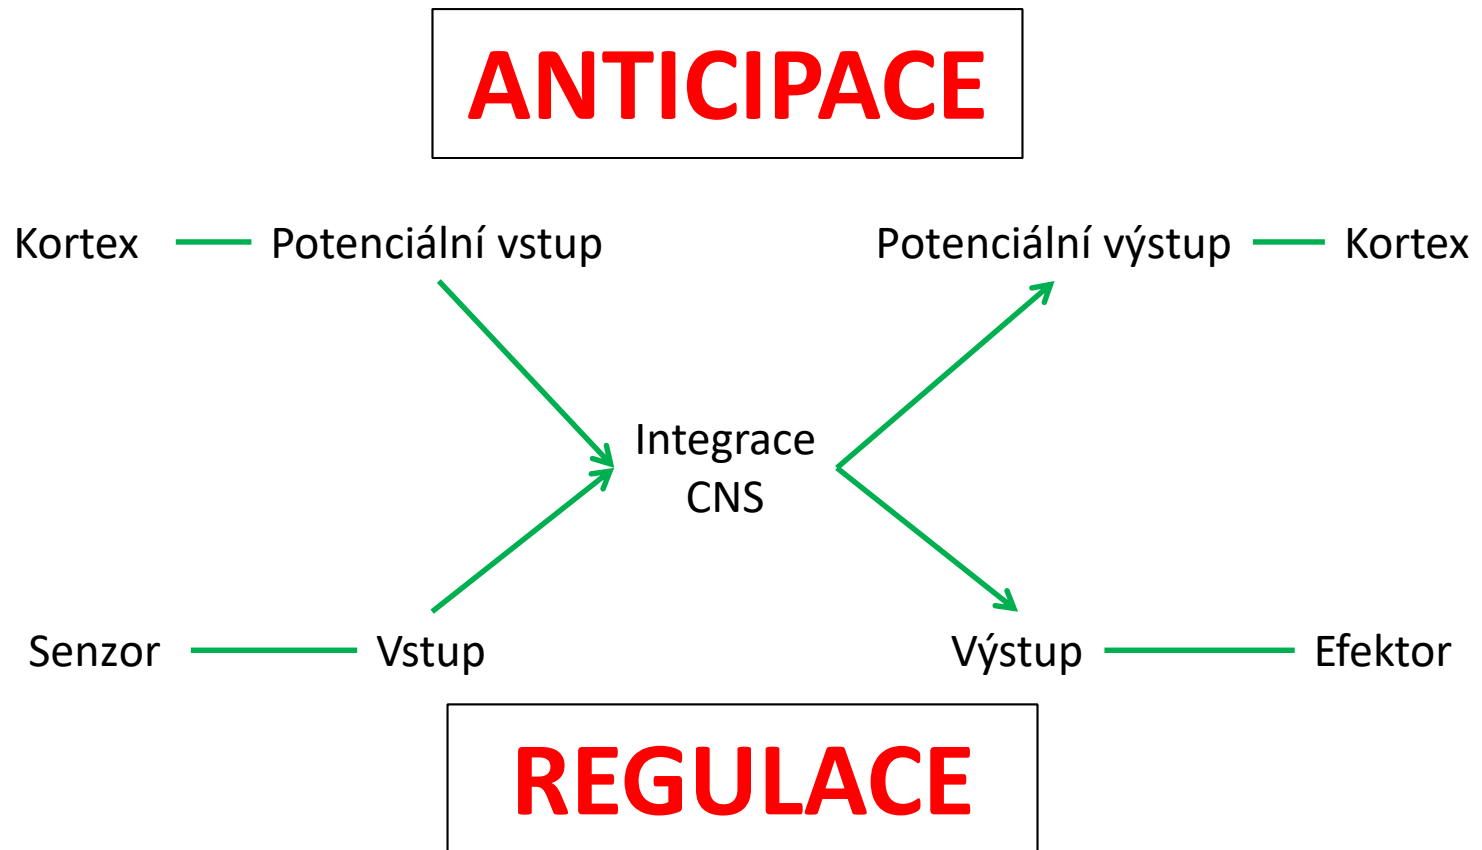 ANTICIPACE
Kortex Potenciální vstup Potenciální výstup Kortex
Integrace
CNS
Senzor Vstup Výstup Efektor
REGULACE